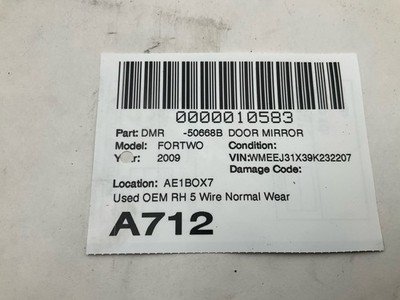 0000010583
Part: DMR -50668B DOOR MIRROR
Model: FORTWO Condition:
Year: 2009 VIN:WMEEJ31X39K232207
Damage Code:
Location: AE1BOX7
Used OEM RH 5 Wire Normal Wear
A712